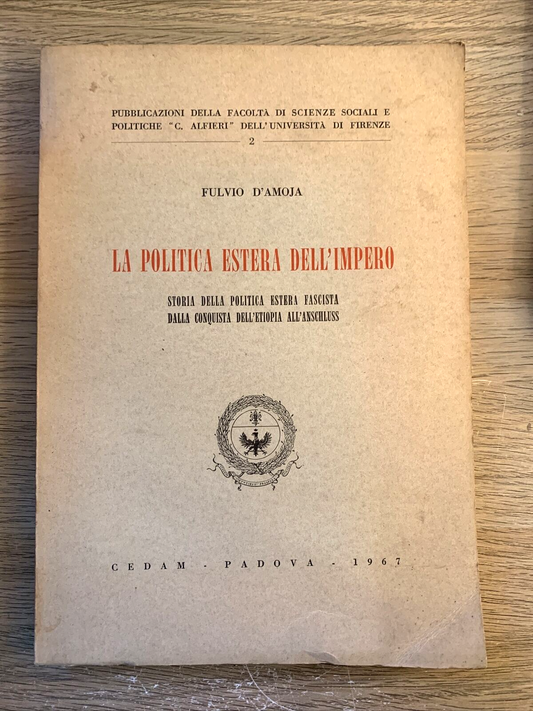 PUBBLICAZIONI DELLA FACOLTÀ DI SCIENZE SOCIALI E
POLITICHE "C. ALFIERI" DELL'UNIVERSITÀ DI FIRENZE
2
FULVIO D'AMOJA
LA POLITICA ESTERA DELL'IMPERO
STORIA DELLA POLITICA ESTERA FASCISTA
DALLA CONQUISTA DELL'ETIOPIA ALL'ANSCHLUSS
CEDAM - PADOVA - 1967